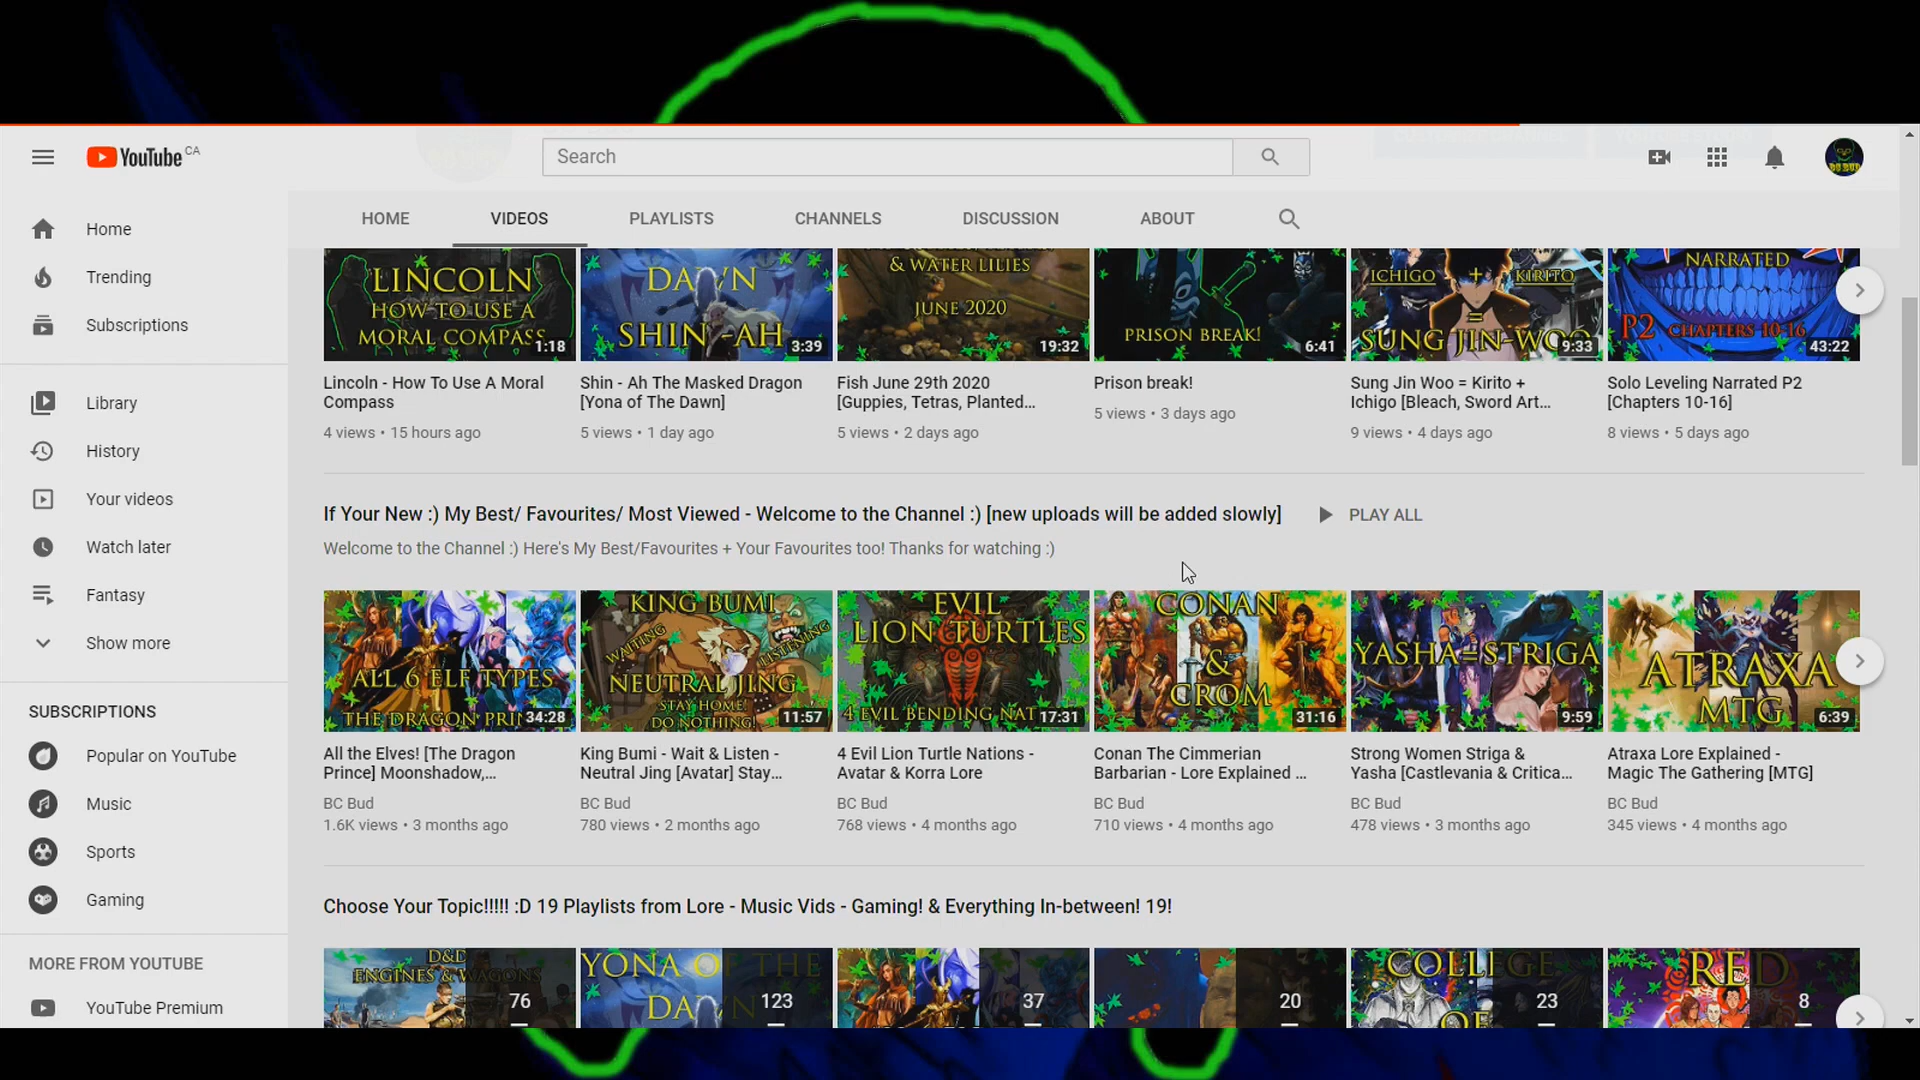 YouTube CA
Search
HOME
VIDEOS
PLAYLISTS
CHANNELS
DISCUSSION
ABOUT
Home
Trending
Subscriptions
Library
History
Your videos
Watch later
Fantasy
Show more
SUBSCRIPTIONS
Popular on YouTube
Music
Sports
Gaming
MORE FROM YOUTUBE
YouTube Premium
LINCOLN
HOW TO USE A
MORAL COMPASS
1:18
Lincoln - How To Use A Moral
Compass
4 views • 15 hours ago
DAWN
SHIN -AH
3:39
Shin - Ah The Masked Dragon
[Yona of The Dawn]
5 views • 1 day ago
& WATER LILIES
JUNE 2020
19:32
Fish June 29th 2020
[Guppies, Tetras, Planted...
5 views • 2 days ago
PRISON BREAK!
6:41
Prison break!
5 views • 3 days ago
ICHIGO + KIRITO
=
SUNG JIN-WOO
9:33
Sung Jin Woo = Kirito +
Ichigo [Bleach, Sword Art...
9 views • 4 days ago
NARRATED
P2 CHAPTERS 10-16
43:22
Solo Leveling Narrated P2
[Chapters 10-16]
8 views • 5 days ago
If Your New :) My Best/ Favourites/ Most Viewed - Welcome to the Channel :) [new uploads will be added slowly]
PLAY ALL
Welcome to the Channel :) Here's My Best/Favourites + Your Favourites too! Thanks for watching :)
ALL 6 ELF TYPES
THE DRAGON PRIN
34:28
All the Elves! [The Dragon
Prince] Moonshadow,...
BC Bud
1.6K views • 3 months ago
KING BUMI
WAITING
LISTENING
NEUTRAL JING
STAY HOME!
DO NOTHING!
11:57
King Bumi - Wait & Listen -
Neutral Jing [Avatar] Stay...
BC Bud
780 views • 2 months ago
EVIL
LION TURTLES
4 EVIL BENDING NAT
17:31
4 Evil Lion Turtle Nations -
Avatar & Korra Lore
BC Bud
768 views • 4 months ago
CONAN
&
CROM
31:16
Conan The Cimmerian
Barbarian - Lore Explained ...
BC Bud
710 views • 4 months ago
YASHA=STRIGA
9:59
Strong Women Striga &
Yasha [Castlevania & Critica...
BC Bud
478 views • 3 months ago
ATRAXA
MTG
6:39
Atraxa Lore Explained -
Magic The Gathering [MTG]
BC Bud
345 views • 4 months ago
Choose Your Topic!!!!! :D 19 Playlists from Lore - Music Vids - Gaming! & Everything In-between! 19!
D&D
ENGINES & WAGONS
76
YONA OF THE
DAWN
123
37
20
COLLEGE
OF
23
RED
8